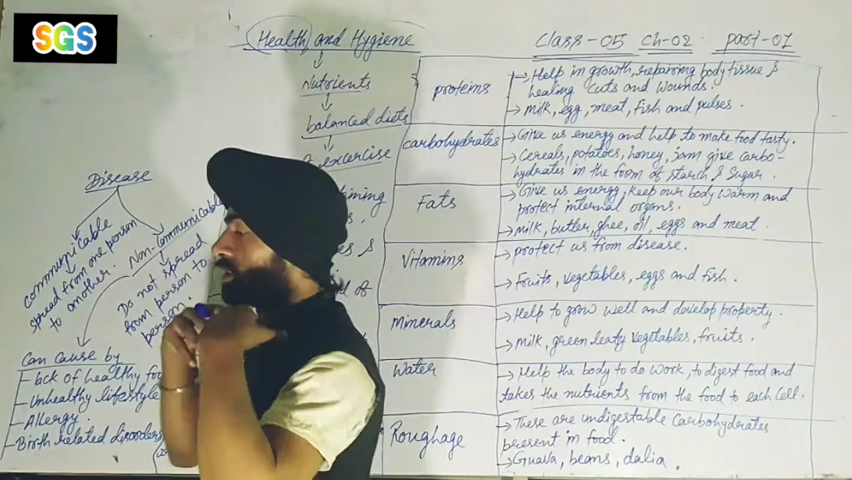 SGS
Health and Hygiene
Class-05 Ch-02 part-01
Nutrients
balanced diets
excercise
Disease
communicable
spread from one person
to another.
Non-Communicable
Do not spread
from person to
person.
Can cause by
- lack of healthy
- Unhealthy lifestyle
- Allergy.
- Birth related disorders
proteins
→ Help in growth, repairing body tissue &
healing cuts and wounds.
→ Milk, egg, meat, Fish and pulses.
carbohydrates
→ Give us energy and help to make food tasty.
→ Cereals, potatoes, honey, jam give carbo-
hydrates in the form of starch & Sugar.
Fats
→ Give us energy, keep our body warm and
protect internal organs.
→ Milk, butter, ghee, oil, eggs and meat.
Vitamins
→ protect us from disease.
→ Fruits, vegetables, eggs and fish.
Minerals
→ Help to grow well and develop property.
→ Milk, green leafy vegetables, fruits.
Water
→ Help the body to do work, to digest food and
takes the nutrients from the food to each cell.
Roughage
→ These are undigestable Carbohydrates
present in food.
→ Guava, beans, dalia.